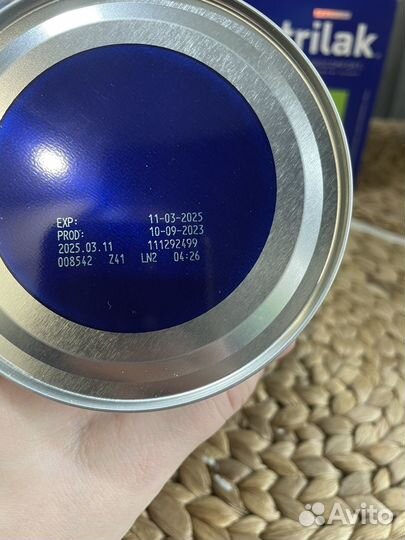 trilak
EXP: 11-03-2025
PROD: 10-09-2023
2025.03.11 111292499
008542 Z41 LN2 04:26
Avito